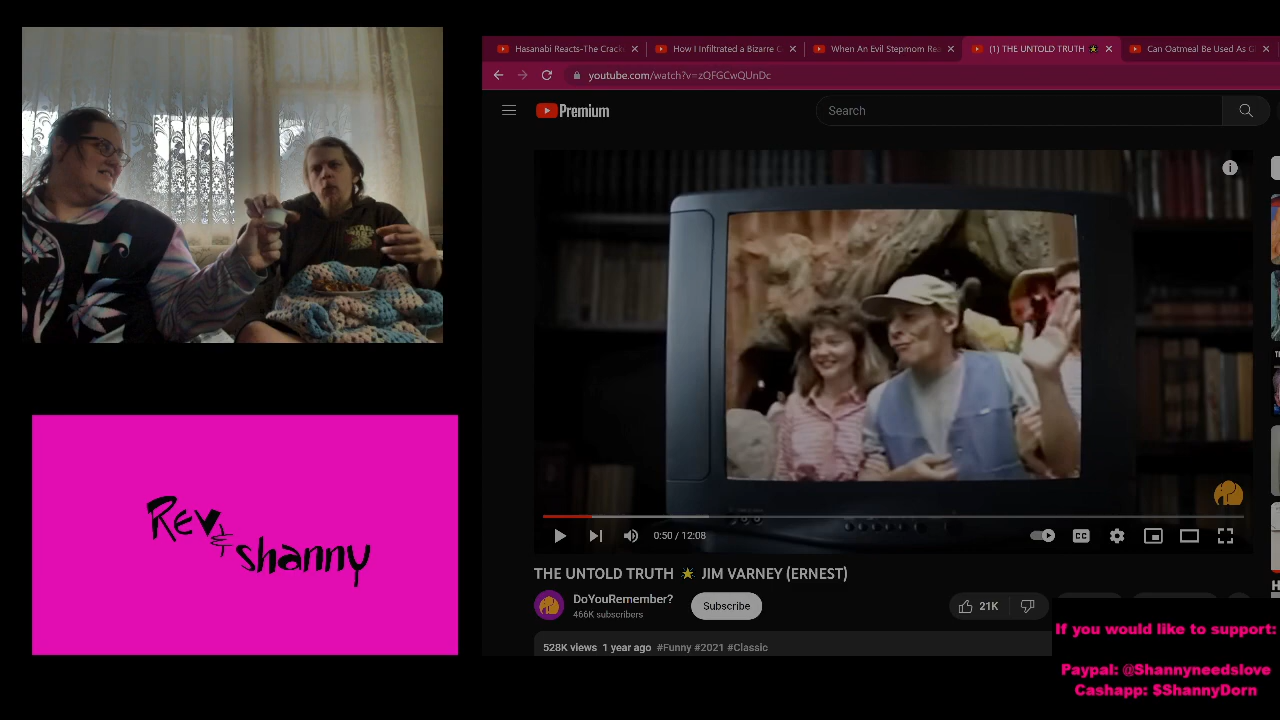 Hasanabi Reacts-The Crack
How I Infiltrated a Bizarre C
When An Evil Stepmom Rea
(1) THE UNTOLD TRUTH 🌟
Can Oatmeal Be Used As G
youtube.com/watch?v=zQFGCwQUnDc
Premium
Search
0:50 / 12:08
CC
THE UNTOLD TRUTH 🌟 JIM VARNEY (ERNEST)
DoYouRemember?
466K subscribers
Subscribe
21K
528K views 1 year ago #Funny #2021 #Classic
Rev
&
shanny
If you would like to support:
Paypal: @Shannyneedslove
Cashapp: $ShannyDorn